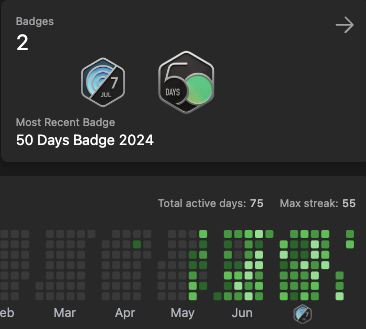 Badges
2
7
JUL
5
DAYS
Most Recent Badge
50 Days Badge 2024
Total active days: 75 Max streak: 55
eb Mar Apr May Jun